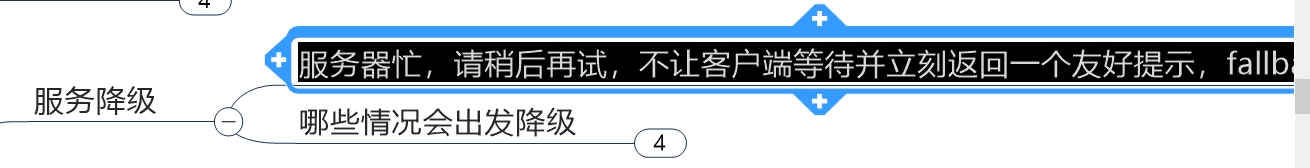 4
服务器忙，请稍后再试，不让客户端等待并立刻返回一个友好提示，fallba
服务降级
哪些情况会出发降级
4